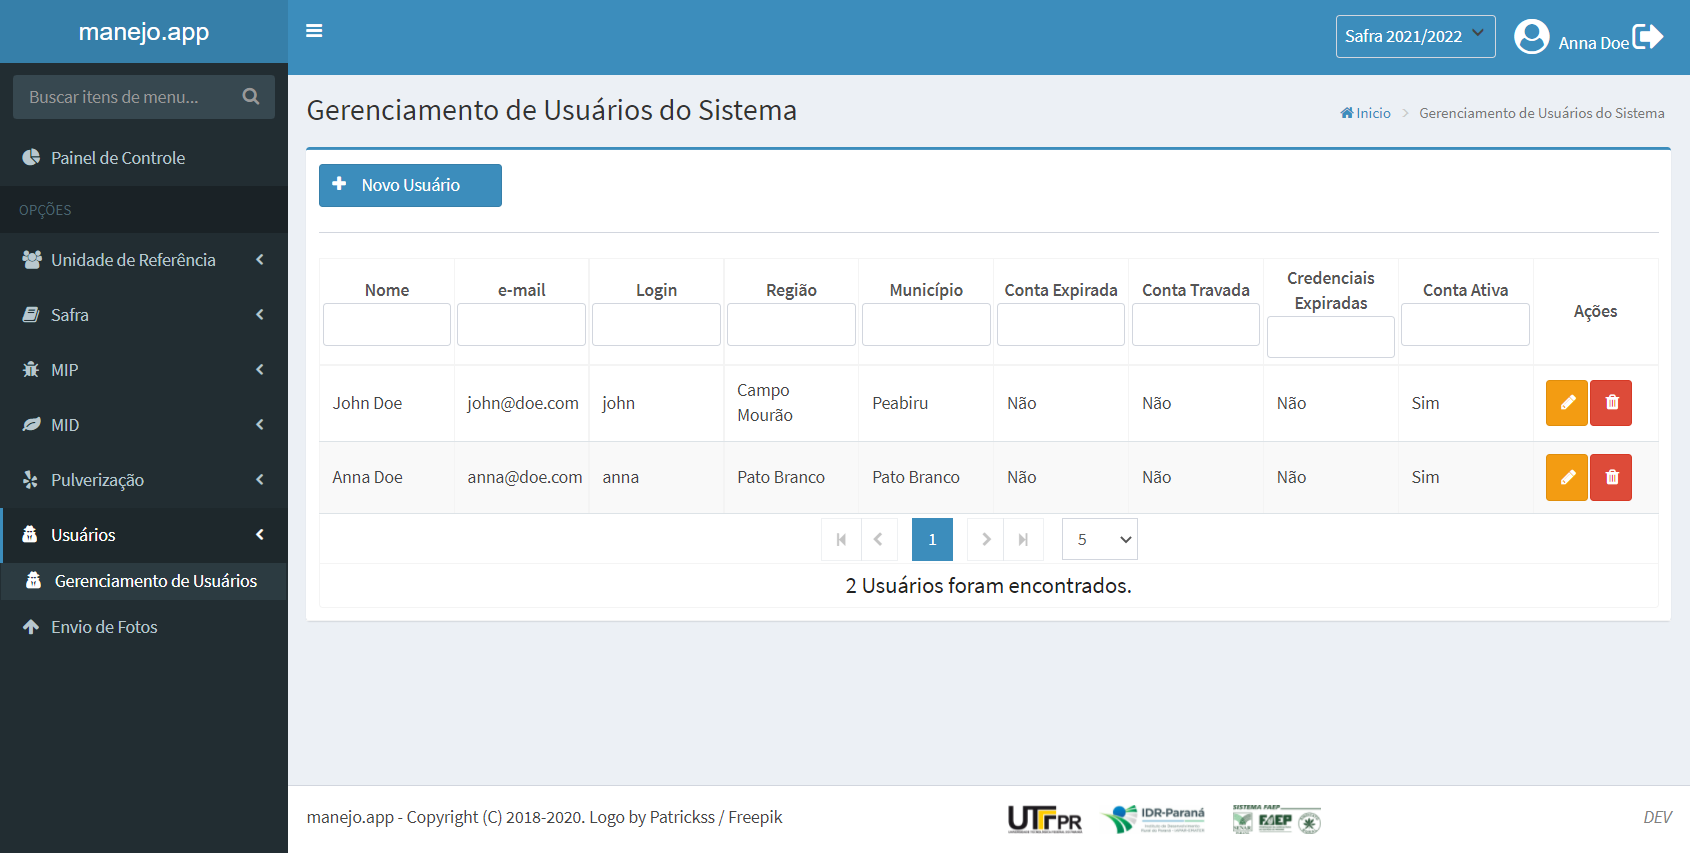 manejo.app
Safra 2021/2022
Anna Doe
Buscar itens de menu...
Painel de Controle
OPÇÕES
Unidade de Referência
Safra
MIP
MID
Pulverização
Usuários
Gerenciamento de Usuários
Envio de Fotos
Gerenciamento de Usuários do Sistema
Inicio
Gerenciamento de Usuários do Sistema
Novo Usuário
Nome e-mail Login Região Município Conta Expirada Conta Travada Credenciais Expiradas Conta Ativa Ações
John Doe john@doe.com john Campo Mourão Peabiru Não Não Não Sim
Anna Doe anna@doe.com anna Pato Branco Pato Branco Não Não Não Sim
1 5
2 Usuários foram encontrados.
manejo.app - Copyright (C) 2018-2020. Logo by Patrickss / Freepik
UTFPR
IDR-Paraná
SISTEMA FAEP
SENAR FAEP
DEV